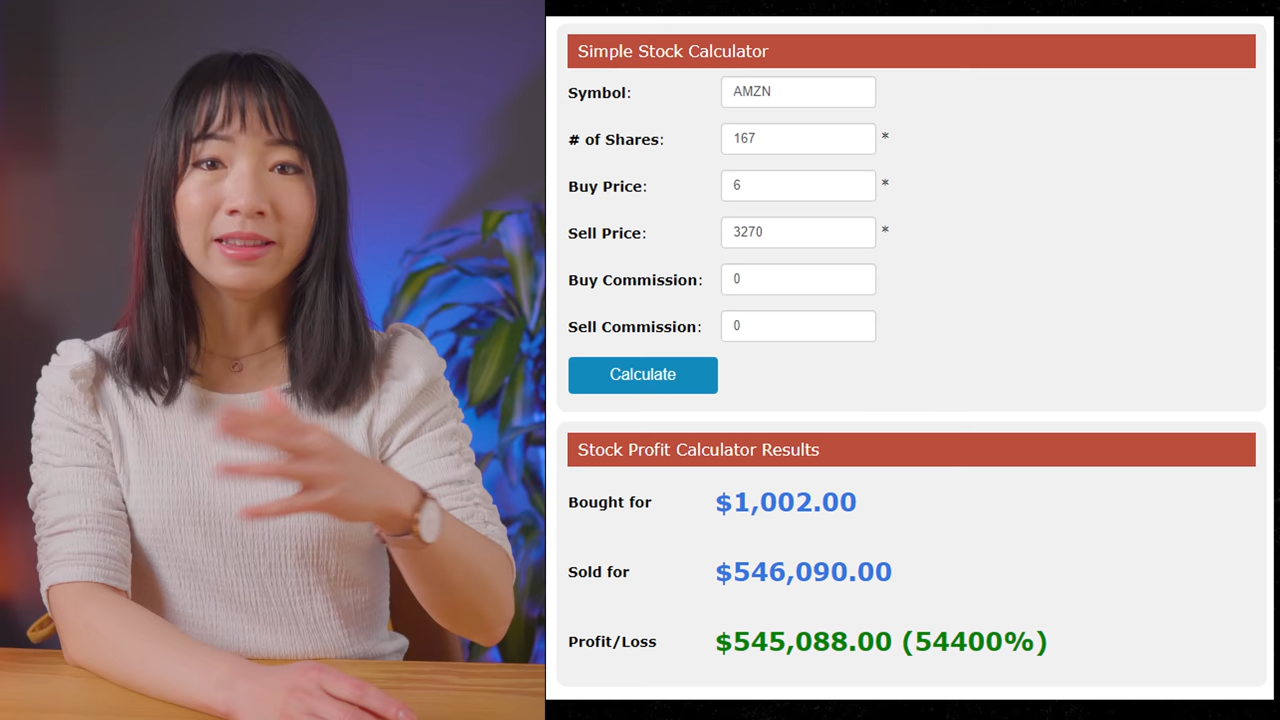 Simple Stock Calculator
Symbol: AMZN
# of Shares: 167 *
Buy Price: 6 *
Sell Price: 3270 *
Buy Commission: 0
Sell Commission: 0
Calculate
Stock Profit Calculator Results
Bought for $1,002.00
Sold for $546,090.00
Profit/Loss $545,088.00 (54400%)